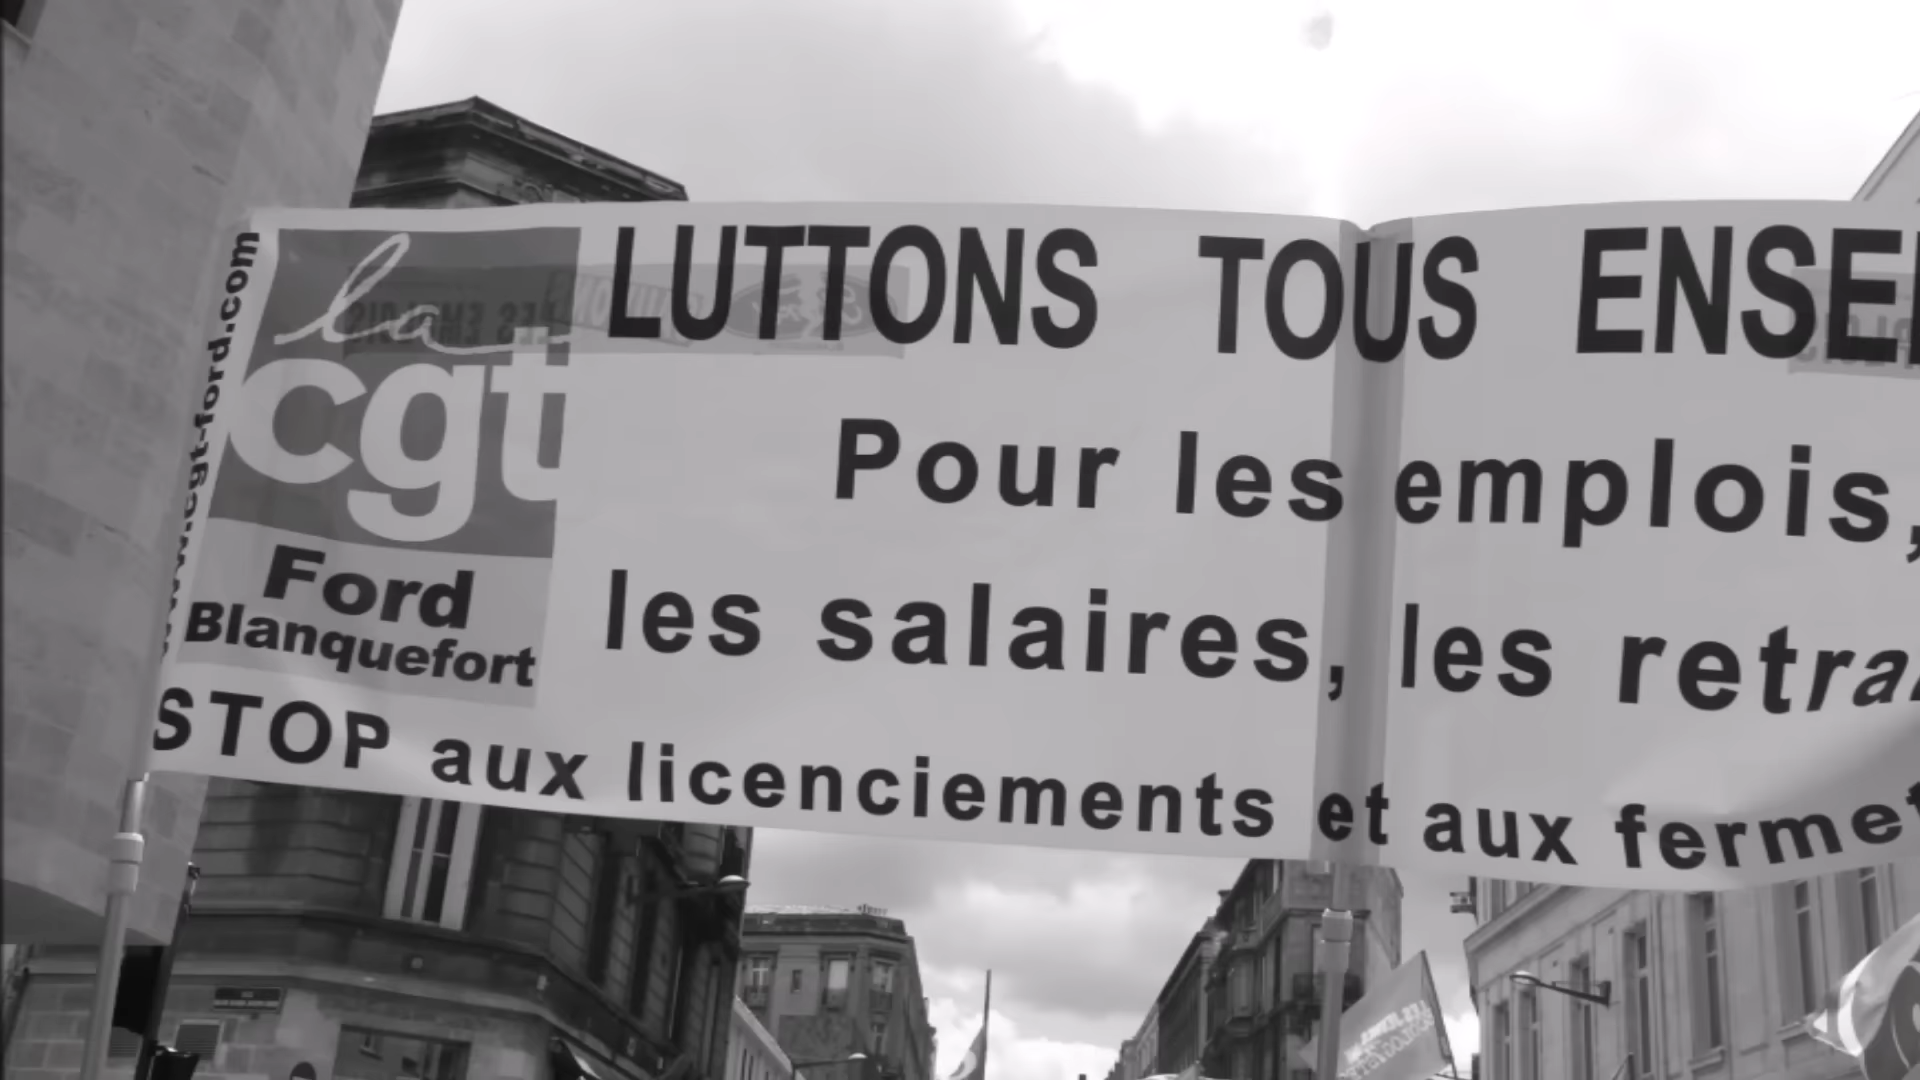 www.cgt-ford.com
la
cgt
Ford
Blanquefort
LUTTONS TOUS ENSE
Pour les emplois,
les salaires, les retra
STOP aux licenciements et aux fermet